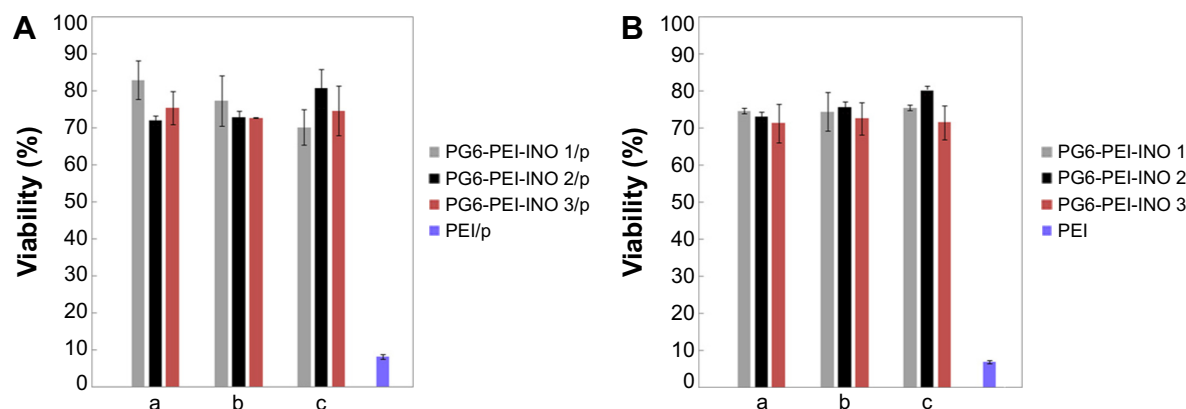 A
Viability (%)
100
90
80
70
60
50
40
30
20
10
0
a b c
PG6-PEI-INO 1/p
PG6-PEI-INO 2/p
PG6-PEI-INO 3/p
PEI/p
B
Viability (%)
100
90
80
70
60
50
40
30
20
10
0
a b c
PG6-PEI-INO 1
PG6-PEI-INO 2
PG6-PEI-INO 3
PEI